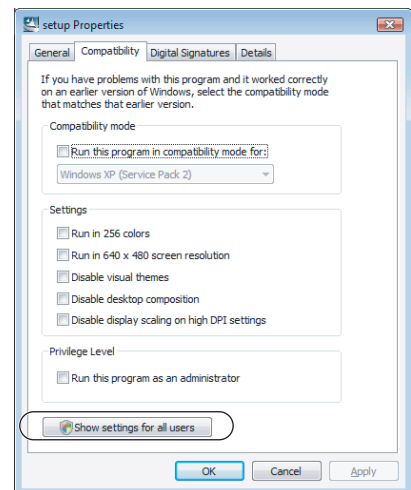 setup Properties
General Compatibility Digital Signatures Details
If you have problems with this program and it worked correctly
on an earlier version of Windows, select the compatibility mode
that matches that earlier version.
Compatibility mode
Run this program in compatibility mode for:
Windows XP (Service Pack 2)
Settings
Run in 256 colors
Run in 640 x 480 screen resolution
Disable visual themes
Disable desktop composition
Disable display scaling on high DPI settings
Privilege Level
Run this program as an administrator
Show settings for all users
OK Cancel Apply